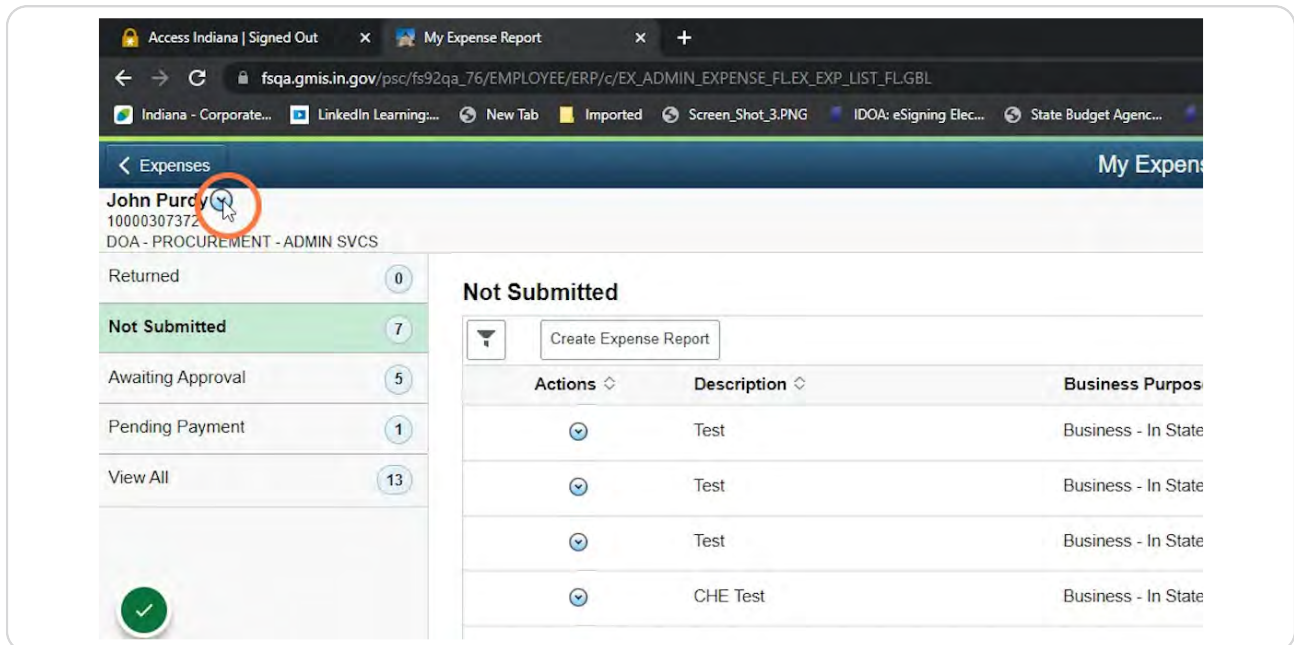 Access Indiana | Signed Out
My Expense Report
fsqa.gmis.in.gov/psc/fs92qa_76/EMPLOYEE/ERP/c/EX_ADMIN_EXPENSE_FL.EX_EXP_LIST_FL.GBL
Indiana - Corporate... LinkedIn Learning:... New Tab Imported Screen_Shot_3.PNG IDOA: eSigning Elec... State Budget Agenc...
Expenses
My Expens
John Purdy
10000307372
DOA - PROCUREMENT - ADMIN SVCS
Returned 0
Not Submitted 7
Awaiting Approval 5
Pending Payment 1
View All 13
Not Submitted
Create Expense Report
Actions Description Business Purpos
Test Business - In State
Test Business - In State
Test Business - In State
CHE Test Business - In State